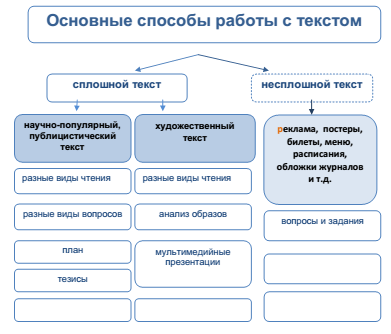 Основные способы работы с текстом
сплошной текст
несплошной текст
научно-популярный,
публицистический
текст
художественный
текст
реклама, постеры,
билеты, меню,
расписания,
обложки журналов
и т.д.
разные виды чтения
разные виды чтения
разные виды вопросов
анализ образов
вопросы и задания
план
мультимедийные
презентации
тезисы